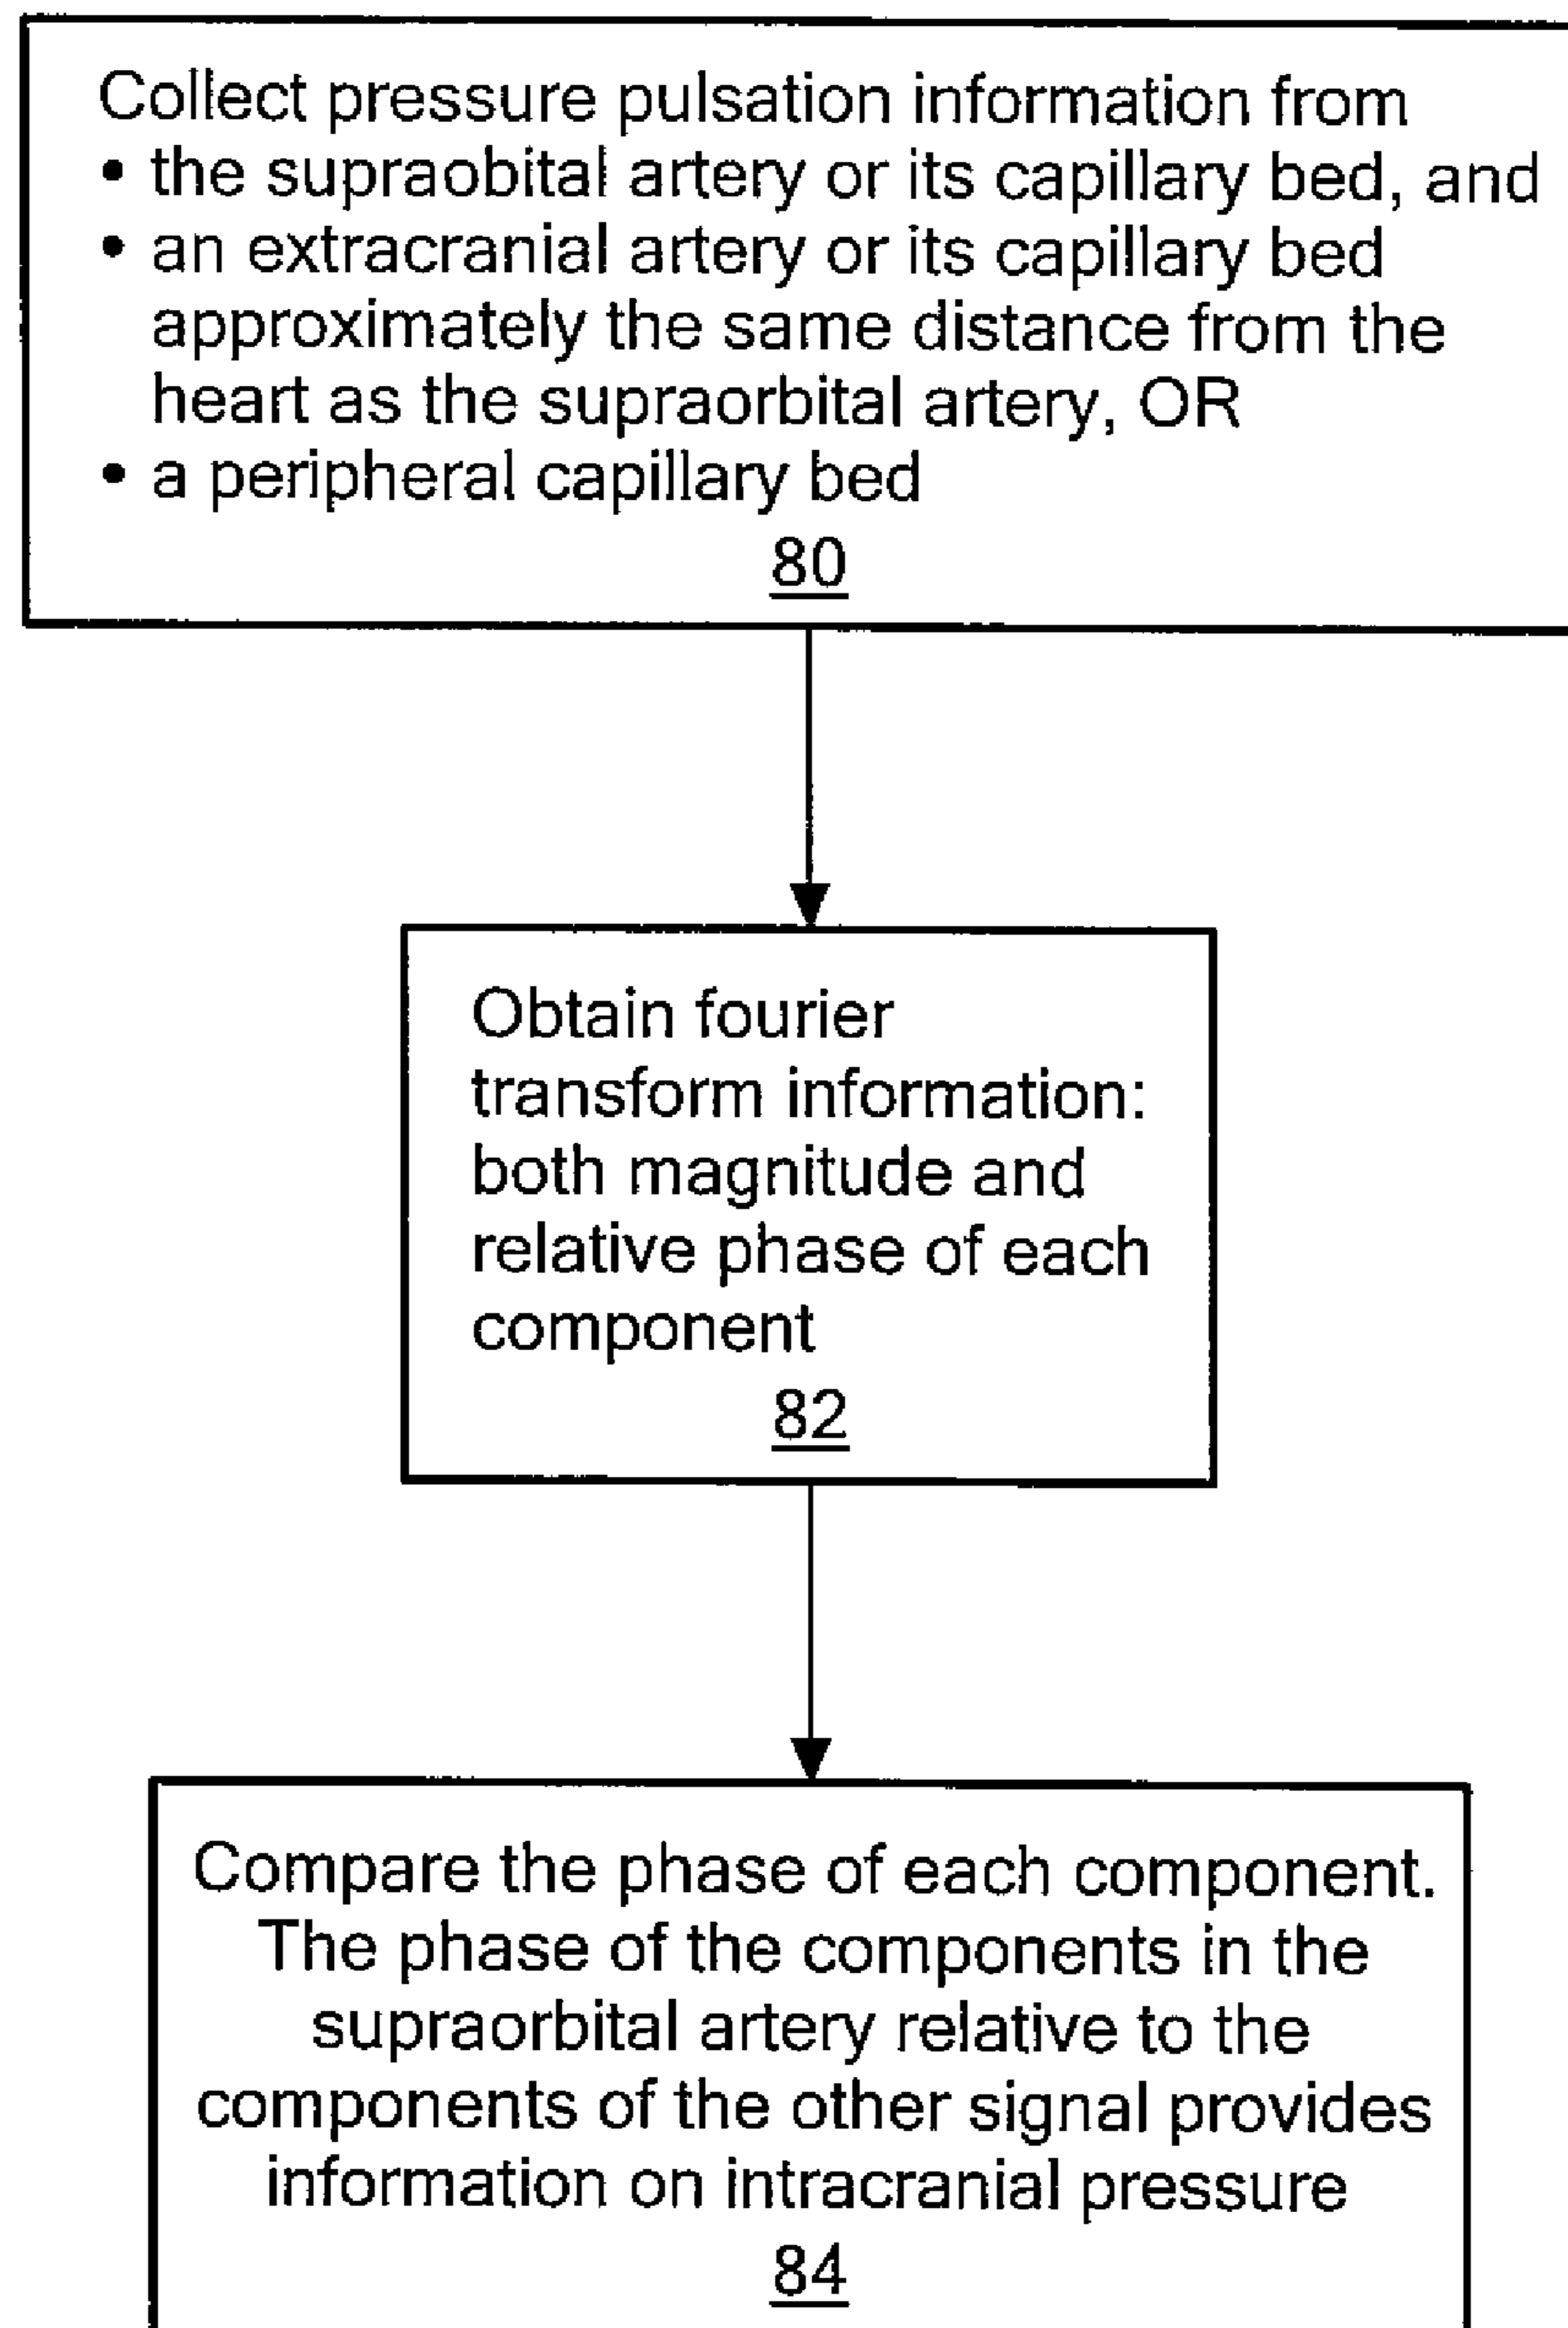 Collect pressure pulsation information from
• the supraobital artery or its capillary bed, and
• an extracranial artery or its capillary bed
approximately the same distance from the
heart as the supraorbital artery, OR
• a peripheral capillary bed
80
Obtain fourier
transform information:
both magnitude and
relative phase of each
component
82
Compare the phase of each component.
The phase of the components in the
supraorbital artery relative to the
components of the other signal provides
information on intracranial pressure
84